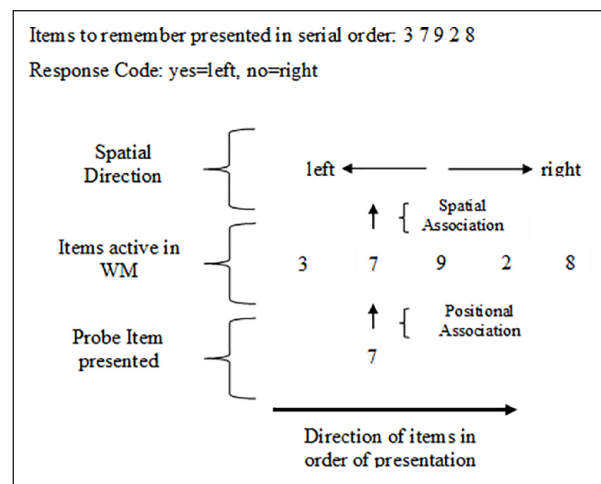 Items to remember presented in serial order: 3 7 9 2 8
Response Code: yes=left, no=right
Spatial
Direction
left
right
Spatial
Association
Items active in
WM
3 7 9 2 8
Positional
Association
Probe Item
presented
7
Direction of items in
order of presentation